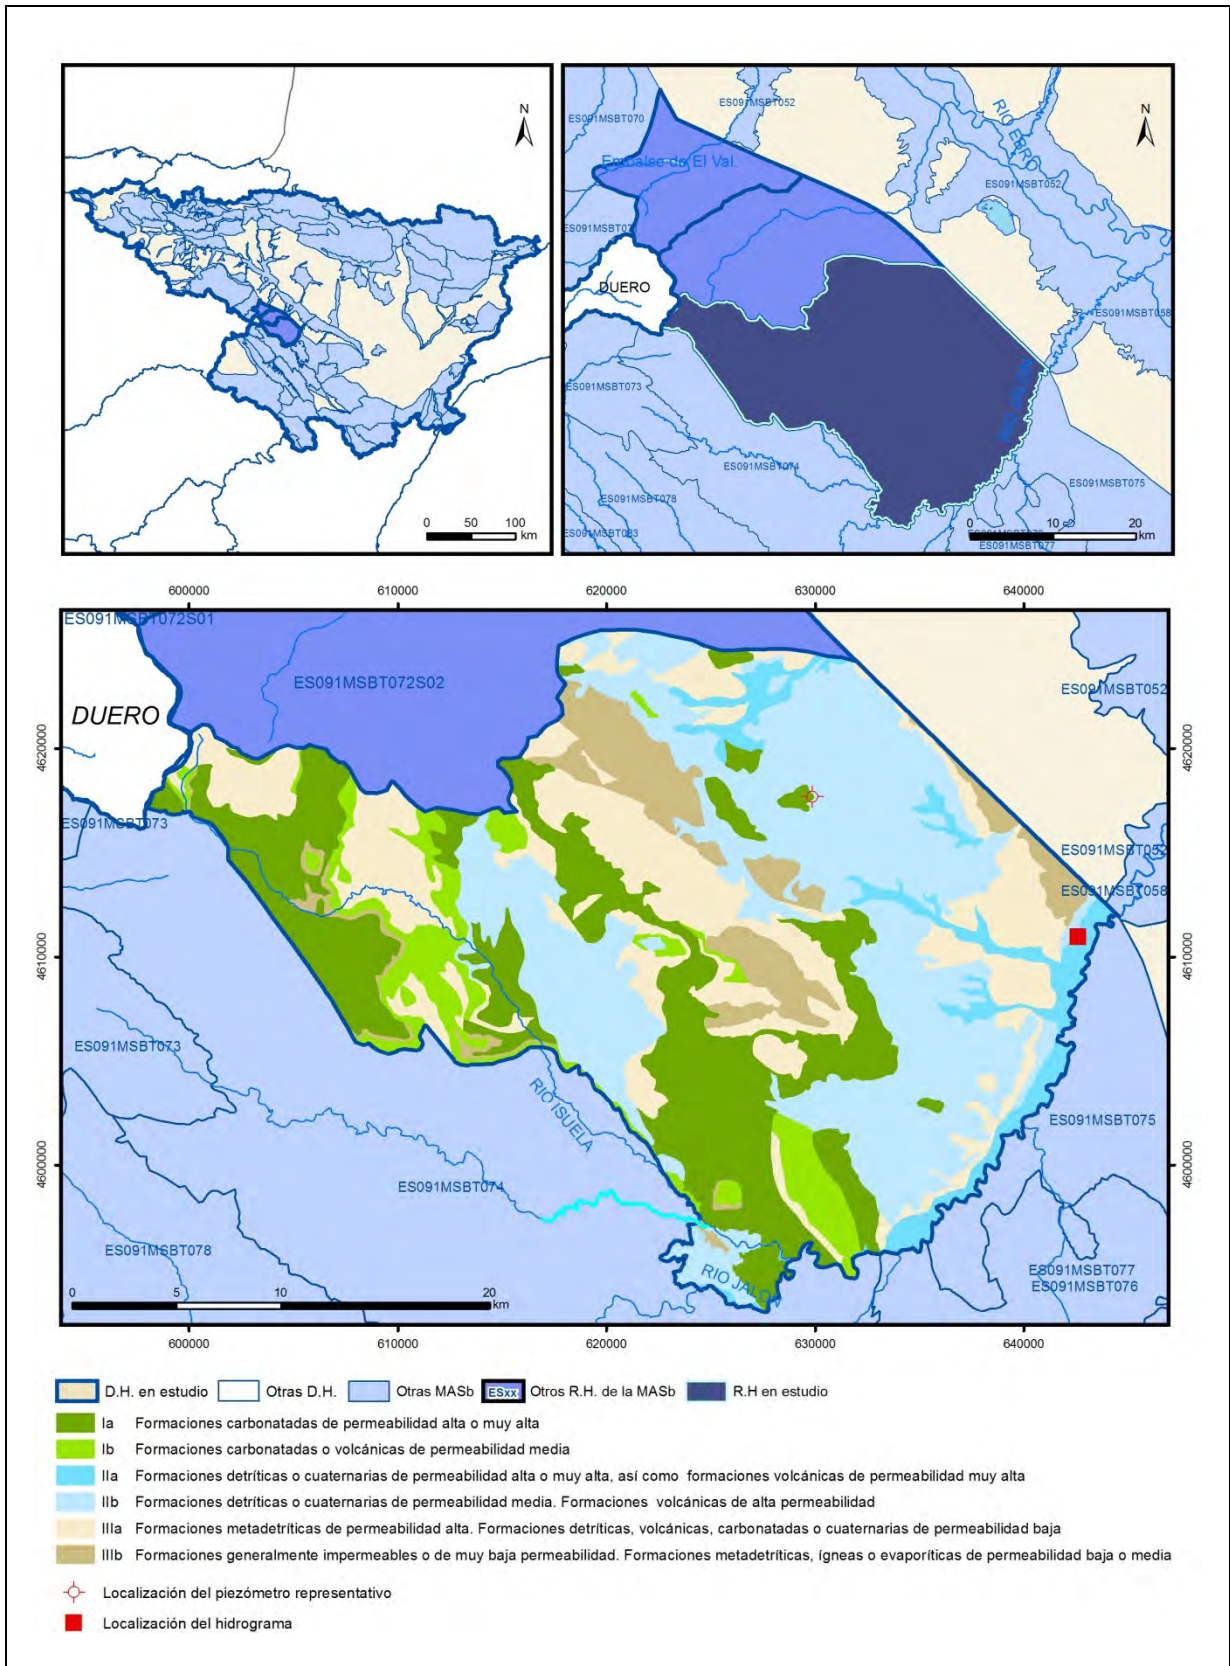 N
0 50 100
km
N
ES091MSBT052
ES091MSBT070
Embalse de El Val.
RIO EBRO
ES091MSBT052
DUERO
ES091MSBT058
ES091MSBT073
RIO JALON
ES091MSBT074
ES091MSBT075
ES091MSBT078
0 10 20
km
ES091MSBT077
600000 610000 620000 630000 640000
ES091MSBT072S01
ES091MSBT072S02
ES091MSBT052
DUERO
4620000
4620000
ES091MSBT073
ES091MSBT052
ES091MSBT058
4610000
4610000
ES091MSBT073
RIO ISUELA
ES091MSBT075
4600000
4600000
ES091MSBT074
ES091MSBT078
ES091MSBT077
ES091MSBT076
RIO JALON
0 5 10 20
km
600000 610000 620000 630000 640000
D.H. en estudio Otras D.H. Otras MASb ESxx Otros R.H. de la MASb R.H en estudio
Ia Formaciones carbonatadas de permeabilidad alta o muy alta
Ib Formaciones carbonatadas o volcánicas de permeabilidad media
IIa Formaciones detríticas o cuaternarias de permeabilidad alta o muy alta, así como formaciones volcánicas de permeabilidad muy alta
IIb Formaciones detríticas o cuaternarias de permeabilidad media. Formaciones volcánicas de alta permeabilidad
IIIa Formaciones metadetríticas de permeabilidad alta. Formaciones detríticas, volcánicas, carbonatadas o cuaternarias de permeabilidad baja
IIIb Formaciones generalmente impermeables o de muy baja permeabilidad. Formaciones metadetríticas, ígneas o evaporíticas de permeabilidad baja o media
Localización del piezómetro representativo
Localización del hidrograma